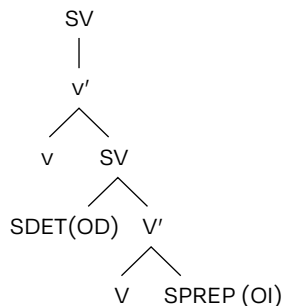 SV
v′
v SV
SDET(OD) V′
V SPREP (OI)